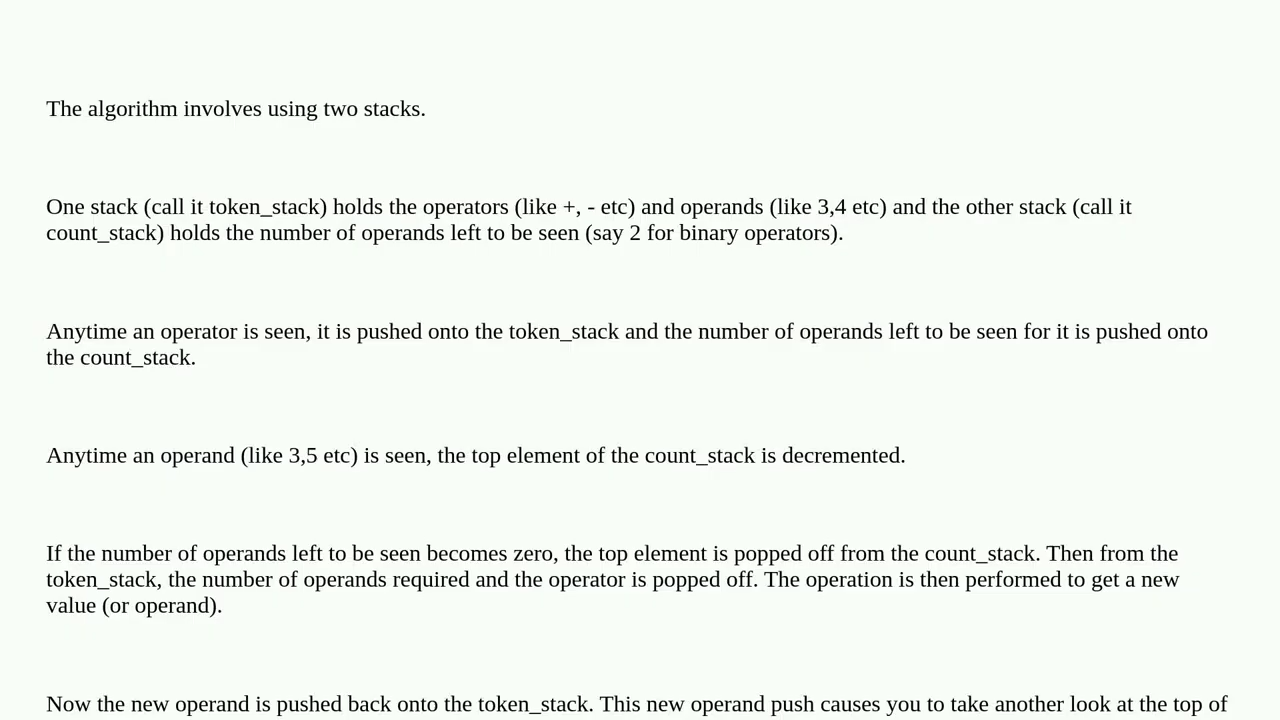 The algorithm involves using two stacks.
One stack (call it token_stack) holds the operators (like +, - etc) and operands (like 3,4 etc) and the other stack (call it
count_stack) holds the number of operands left to be seen (say 2 for binary operators).
Anytime an operator is seen, it is pushed onto the token_stack and the number of operands left to be seen for it is pushed onto
the count_stack.
Anytime an operand (like 3,5 etc) is seen, the top element of the count_stack is decremented.
If the number of operands left to be seen becomes zero, the top element is popped off from the count_stack. Then from the
token_stack, the number of operands required and the operator is popped off. The operation is then performed to get a new
value (or operand).
Now the new operand is pushed back onto the token_stack. This new operand push causes you to take another look at the top of